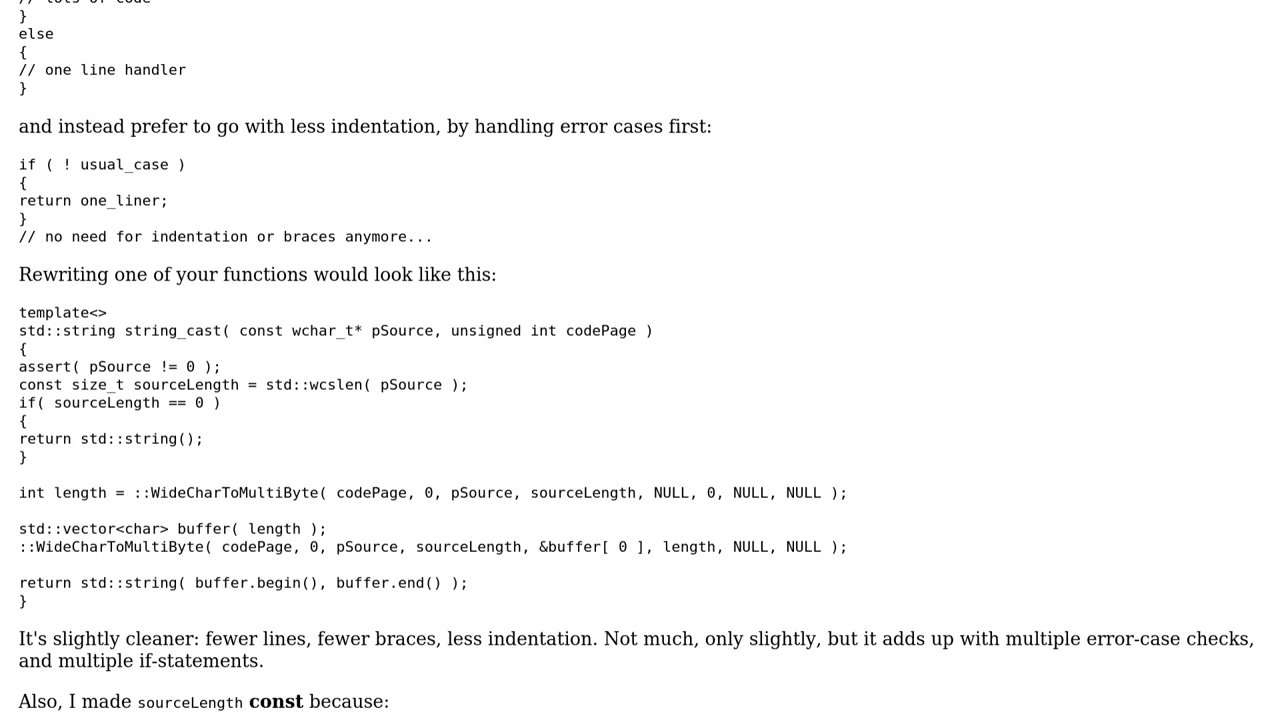 // lots of code
}
else
{
// one line handler
}
and instead prefer to go with less indentation, by handling error cases first:
if ( ! usual_case )
{
return one_liner;
}
// no need for indentation or braces anymore...
Rewriting one of your functions would look like this:
template<>
std::string string_cast( const wchar_t* pSource, unsigned int codePage )
{
assert( pSource != 0 );
const size_t sourceLength = std::wcslen( pSource );
if( sourceLength == 0 )
{
return std::string();
}
int length = ::WideCharToMultiByte( codePage, 0, pSource, sourceLength, NULL, 0, NULL, NULL );
std::vector<char> buffer( length );
::WideCharToMultiByte( codePage, 0, pSource, sourceLength, &buffer[ 0 ], length, NULL, NULL );
return std::string( buffer.begin(), buffer.end() );
}
It's slightly cleaner: fewer lines, fewer braces, less indentation. Not much, only slightly, but it adds up with multiple error-case checks,
and multiple if-statements.
Also, I made sourceLength const because: